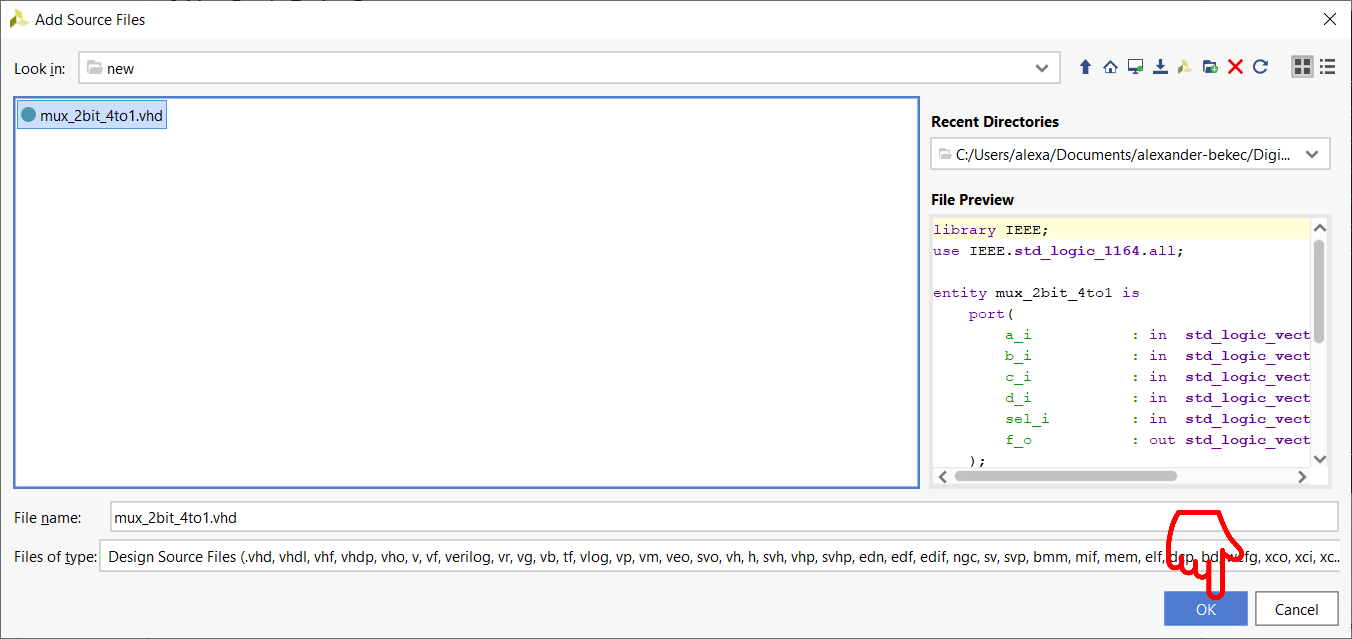 Add Source Files
Look in: new
mux_2bit_4to1.vhd
Recent Directories
C:/Users/alexa/Documents/alexander-bekec/Digi...
File Preview
library IEEE;
use IEEE.std_logic_1164.all;
entity mux_2bit_4to1 is
port(
a_i : in std_logic_vect
b_i : in std_logic_vect
c_i : in std_logic_vect
d_i : in std_logic_vect
sel_i : in std_logic_vect
f_o : out std_logic_vect
);
File name: mux_2bit_4to1.vhd
Files of type: Design Source Files (.vhd, vhdl, vhf, vhdp, vho, v, vf, verilog, vr, vg, vb, tf, vlog, vp, vm, veo, svo, vh, h, svh, vhp, svhp, edn, edf, edif, ngc, sv, svp, bmm, mif, mem, elf, xco, xci, xc..
OK Cancel